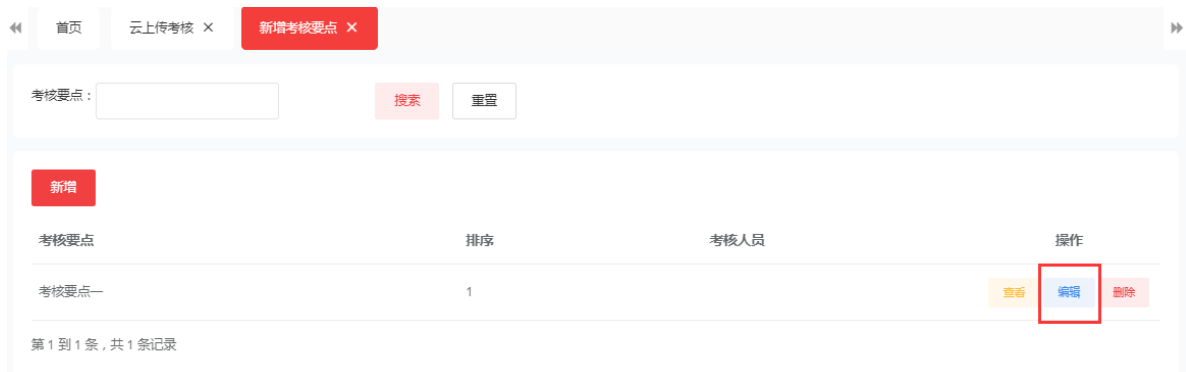 首页 云上传考核 × 新增考核要点 ×
考核要点： 搜索 重置
新增
考核要点 排序 考核人员 操作
考核要点一 1 查看 编辑 删除
第 1 到 1 条，共 1 条记录